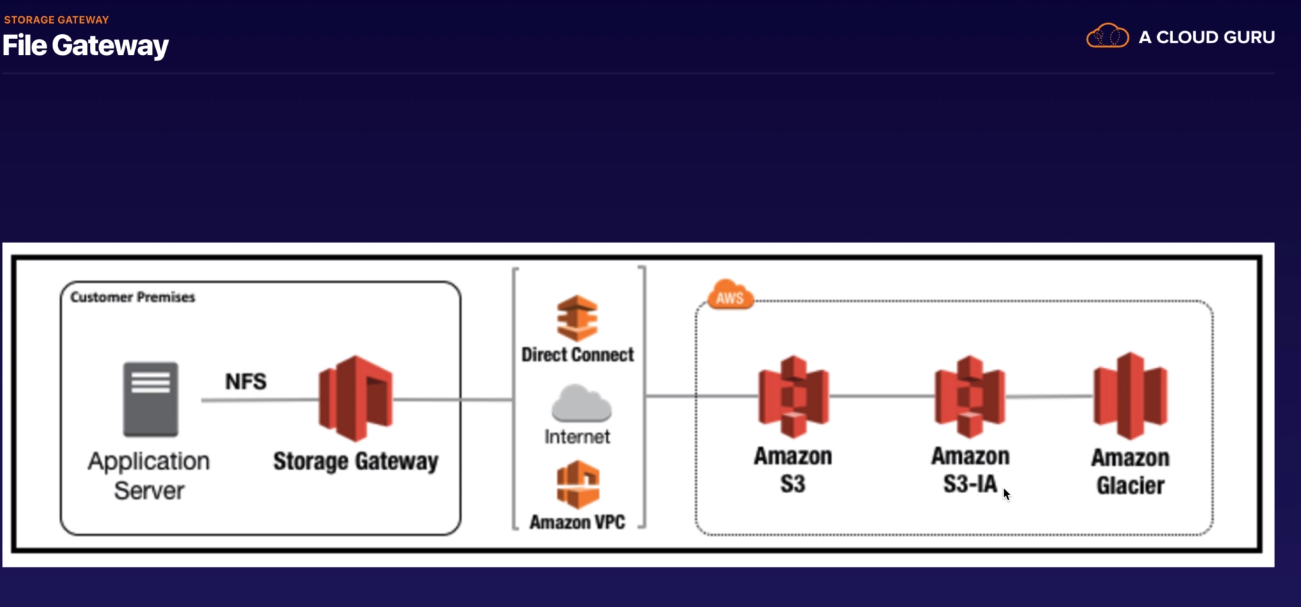 STORAGE GATEWAY
File Gateway
A CLOUD GURU
Customer Premises
NFS
Application
Server
Storage Gateway
Direct Connect
Internet
Amazon VPC
AWS
Amazon
S3
Amazon
S3-IA
Amazon
Glacier